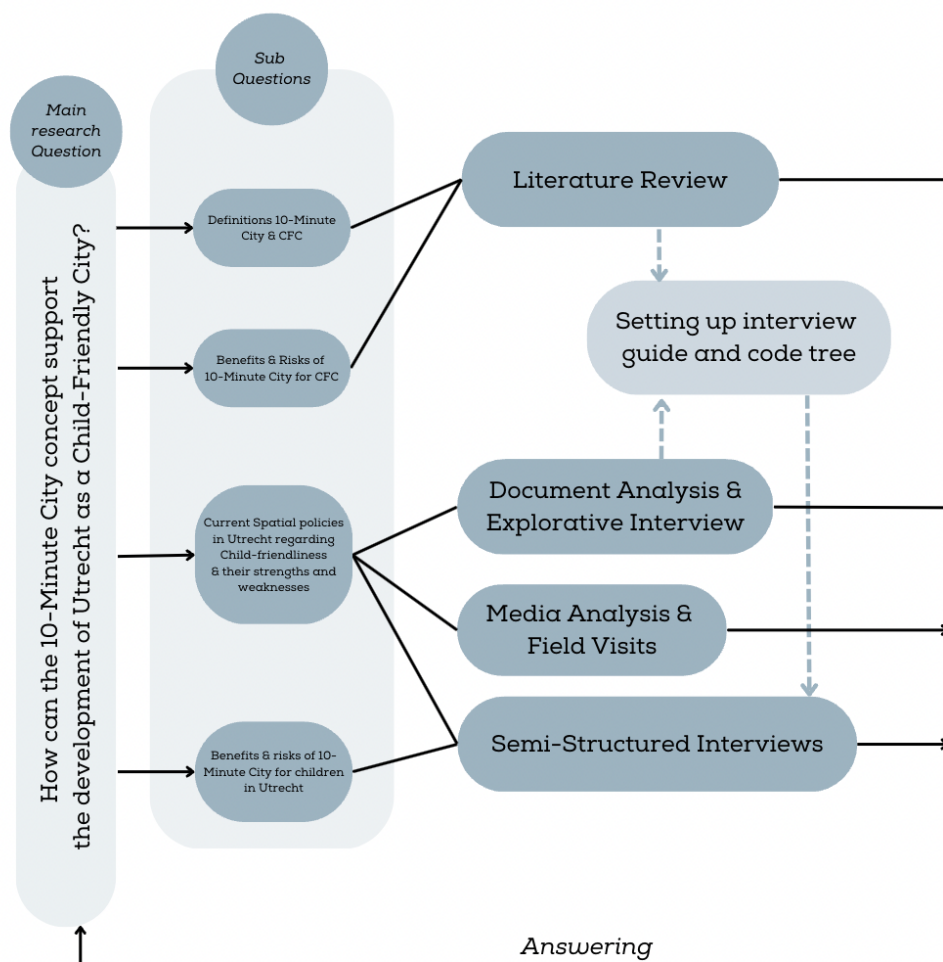 Main
research
Question
Sub
Questions
How can the 10-Minute City concept support
the development of Utrecht as a Child-Friendly City?
Definitions 10-Minute
City & CFC
Benefits & Risks of
10-Minute City for CFC
Current Spatial policies
in Utrecht regarding
Child-friendliness
& their strengths and
weaknesses
Benefits & risks of 10-
Minute City for children
in Utrecht
Literature Review
Setting up interview
guide and code tree
Document Analysis &
Explorative Interview
Media Analysis &
Field Visits
Semi-Structured Interviews
Answering